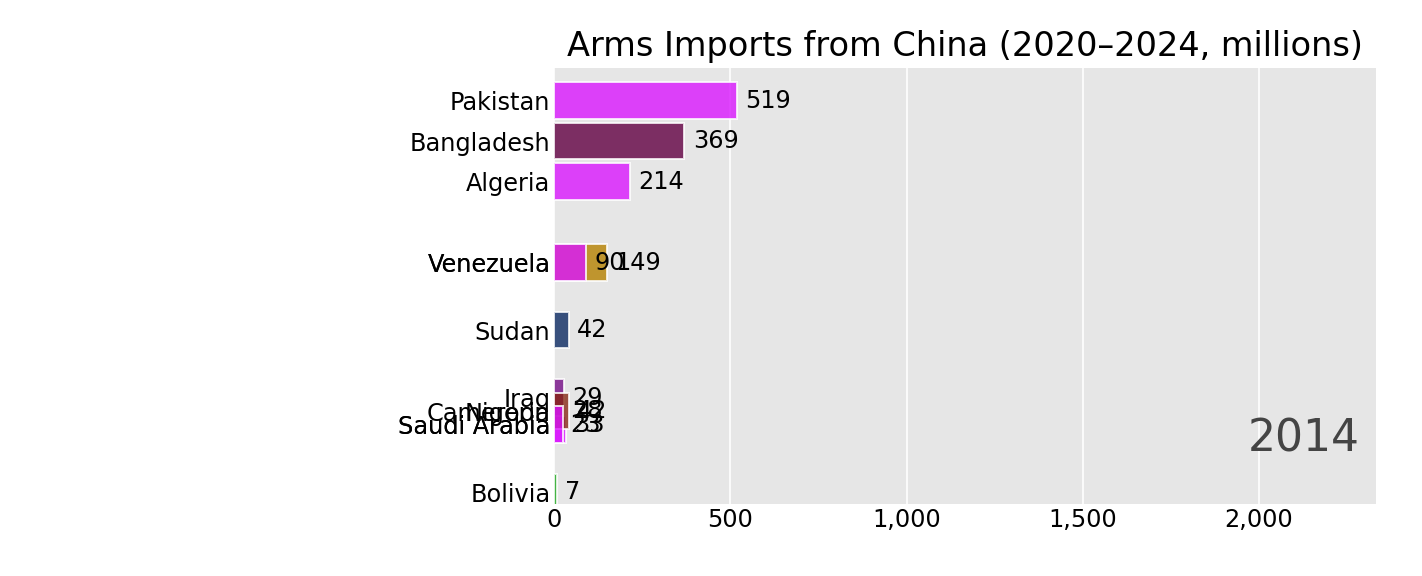 Arms Imports from China (2020–2024, millions)
Pakistan 519
Bangladesh 369
Algeria 214
Venezuela 90 149
Sudan 42
Iraq 29
Saudi Arabia 23
Bolivia 7
2014
0 500 1,000 1,500 2,000